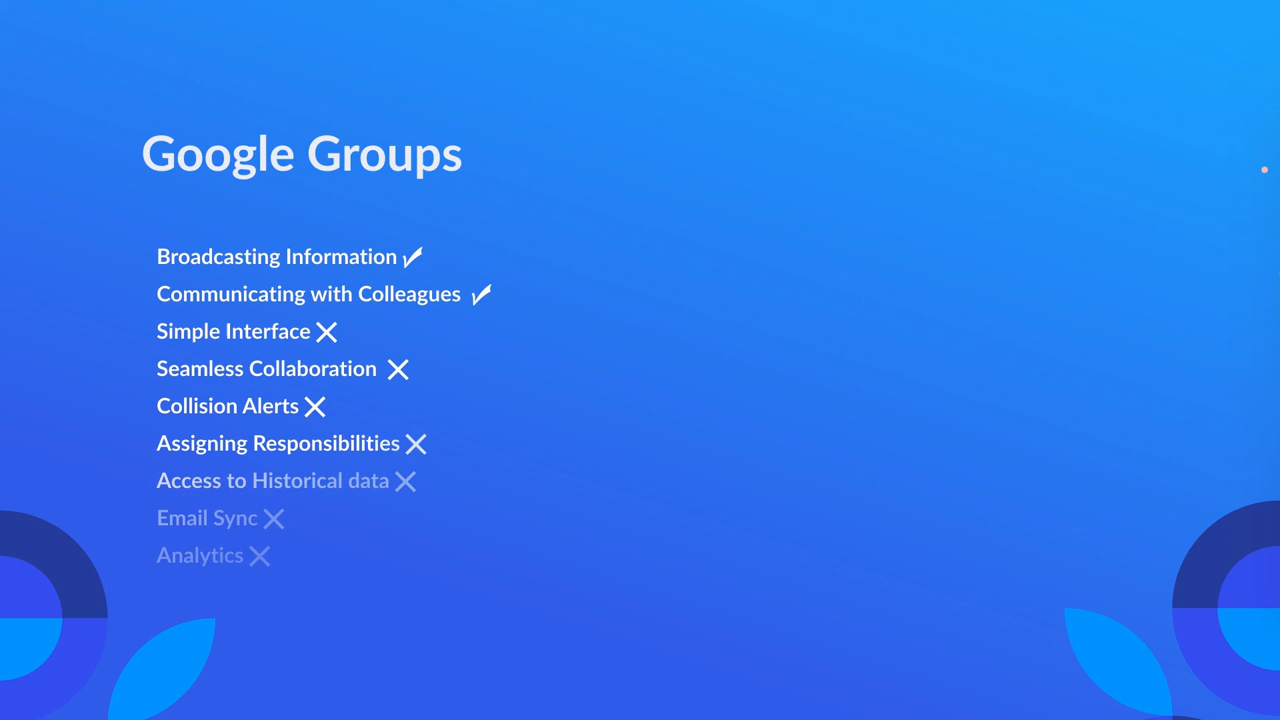 Google Groups
Broadcasting Information ✓
Communicating with Colleagues ✓
Simple Interface ✕
Seamless Collaboration ✕
Collision Alerts ✕
Assigning Responsibilities ✕
Access to Historical data ✕
Email Sync ✕
Analytics ✕